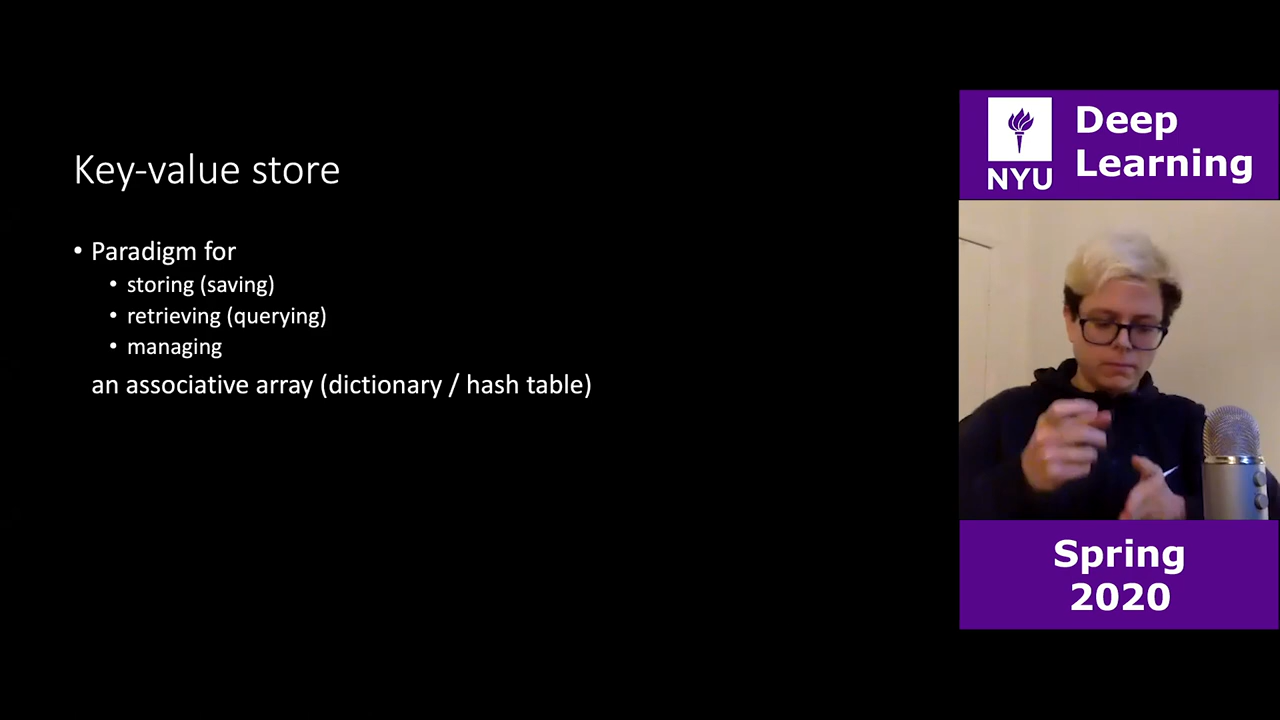 Key-value store
• Paradigm for
• storing (saving)
• retrieving (querying)
• managing
an associative array (dictionary / hash table)
NYU
Deep
Learning
Spring
2020